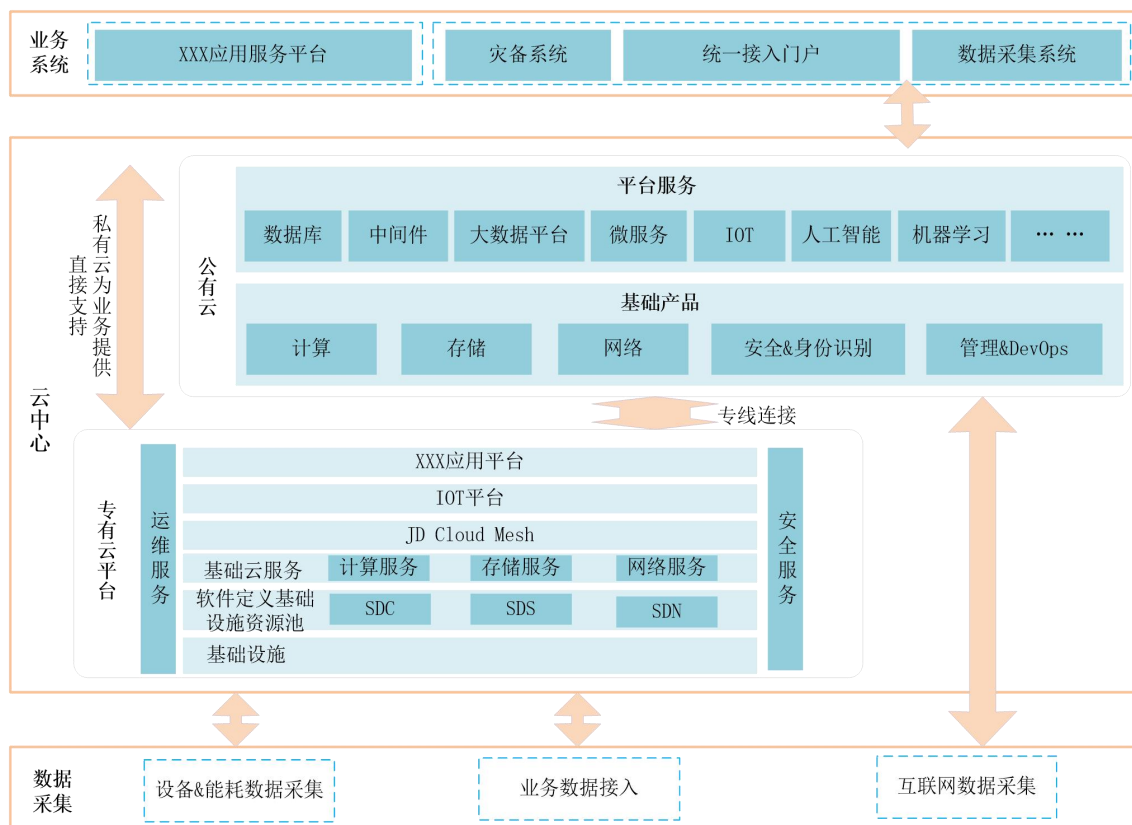 业务
系统
XXX应用服务平台
灾备系统
统一接入门户
数据采集系统
云中心
私有云为业务提供
直接支持
公有云
平台服务
数据库
中间件
大数据平台
微服务
IOT
人工智能
机器学习
… …
基础产品
计算
存储
网络
安全&身份识别
管理&DevOps
专线连接
专有云平台
运维服务
XXX应用平台
IOT平台
JD Cloud Mesh
基础云服务
计算服务
存储服务
网络服务
软件定义基础
设施资源池
SDC
SDS
SDN
基础设施
安全服务
数据
采集
设备&能耗数据采集
业务数据接入
互联网数据采集